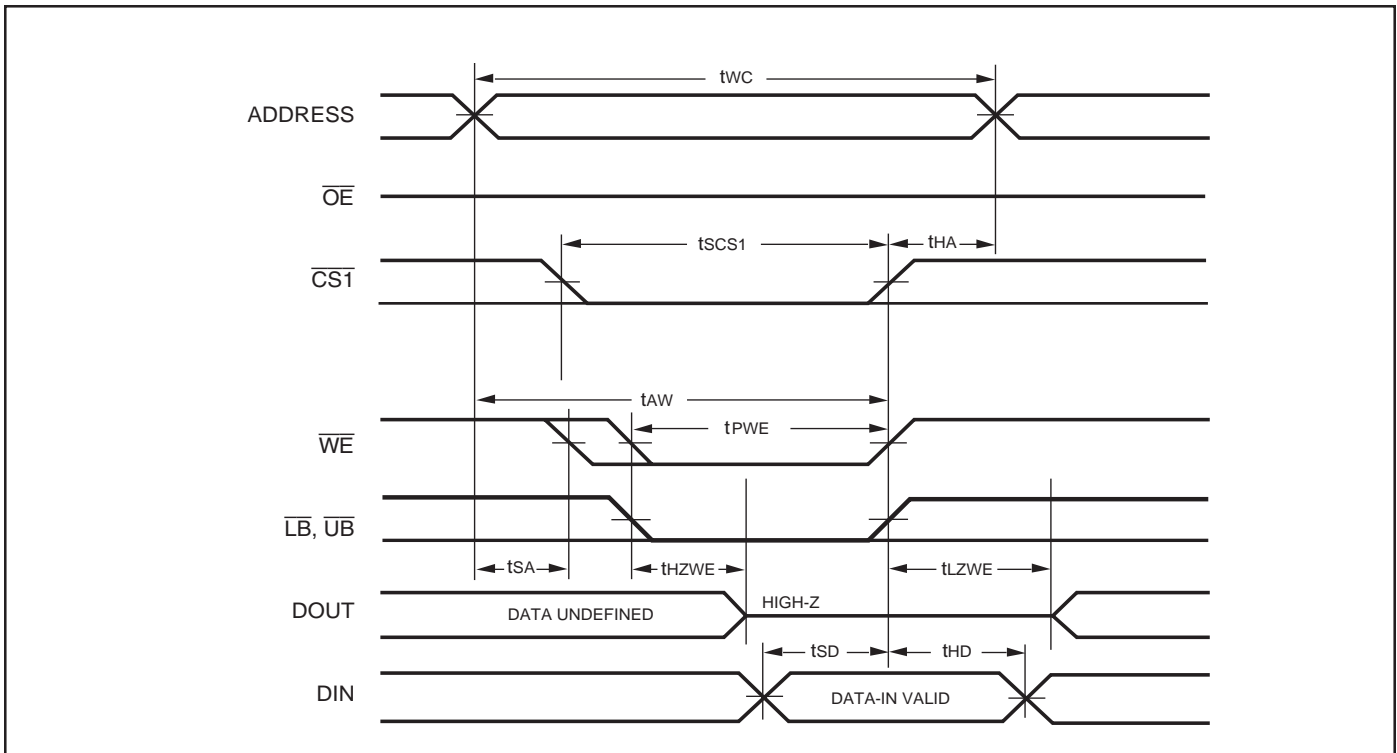 tWC
ADDRESS
OE
tSCS1
tHA
CS1
tAW
tPWE
WE
LB, UB
tSA
tHZWE
tLZWE
DOUT
DATA UNDEFINED
HIGH-Z
tSD
tHD
DIN
DATA-IN VALID